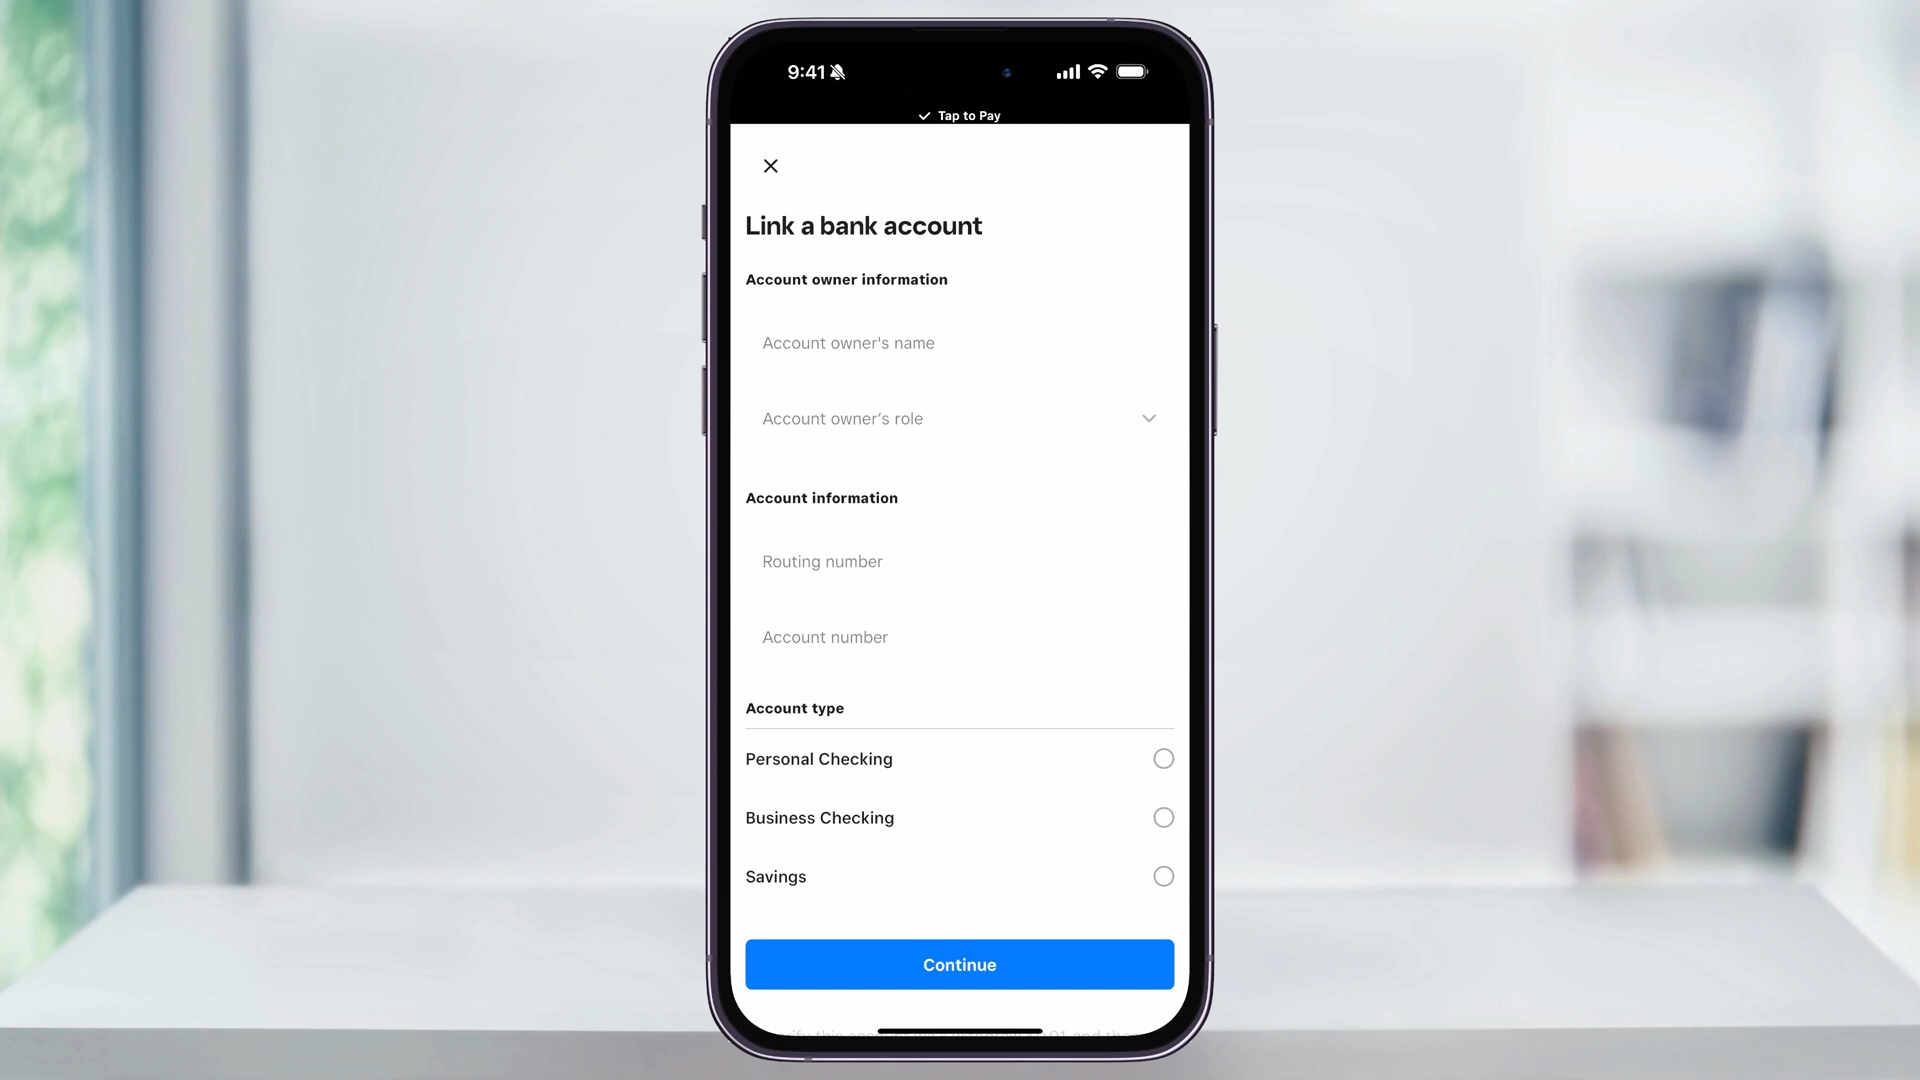 9:41
Tap to Pay
Link a bank account
Account owner information
Account owner's name
Account owner's role
Account information
Routing number
Account number
Account type
Personal Checking
Business Checking
Savings
Continue